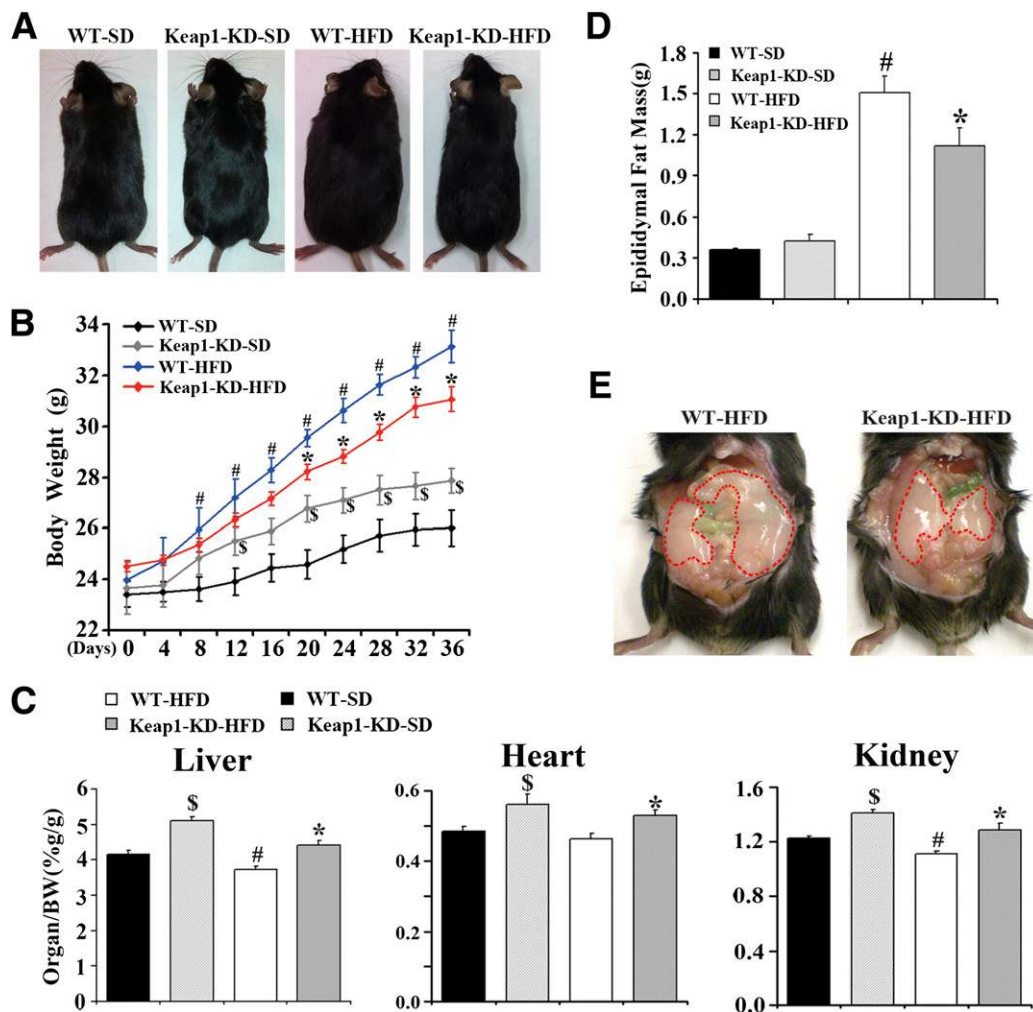 A
WT-SD Keap1-KD-SD WT-HFD Keap1-KD-HFD
B
Body Weight (g)
34
32
30
28
26
24
22
WT-SD
Keap1-KD-SD
WT-HFD
Keap1-KD-HFD
# # # # # # # #
* * * * *
$ $ $ $ $ $
(Days) 0 4 8 12 16 20 24 28 32 36
C
WT-HFD WT-SD
Keap1-KD-HFD Keap1-KD-SD
Organ/BW(%g/g)
Liver
6
5
4
3
2
1
0
$ # *
Heart
0.6
0.4
0.2
0.0
$ *
Kidney
1.6
1.2
0.8
0.4
0.0
$ # *
D
Epididymal Fat Mass(g)
1.8
1.5
1.2
0.9
0.6
0.3
0.0
WT-SD
Keap1-KD-SD
WT-HFD
Keap1-KD-HFD
# *
E
WT-HFD Keap1-KD-HFD